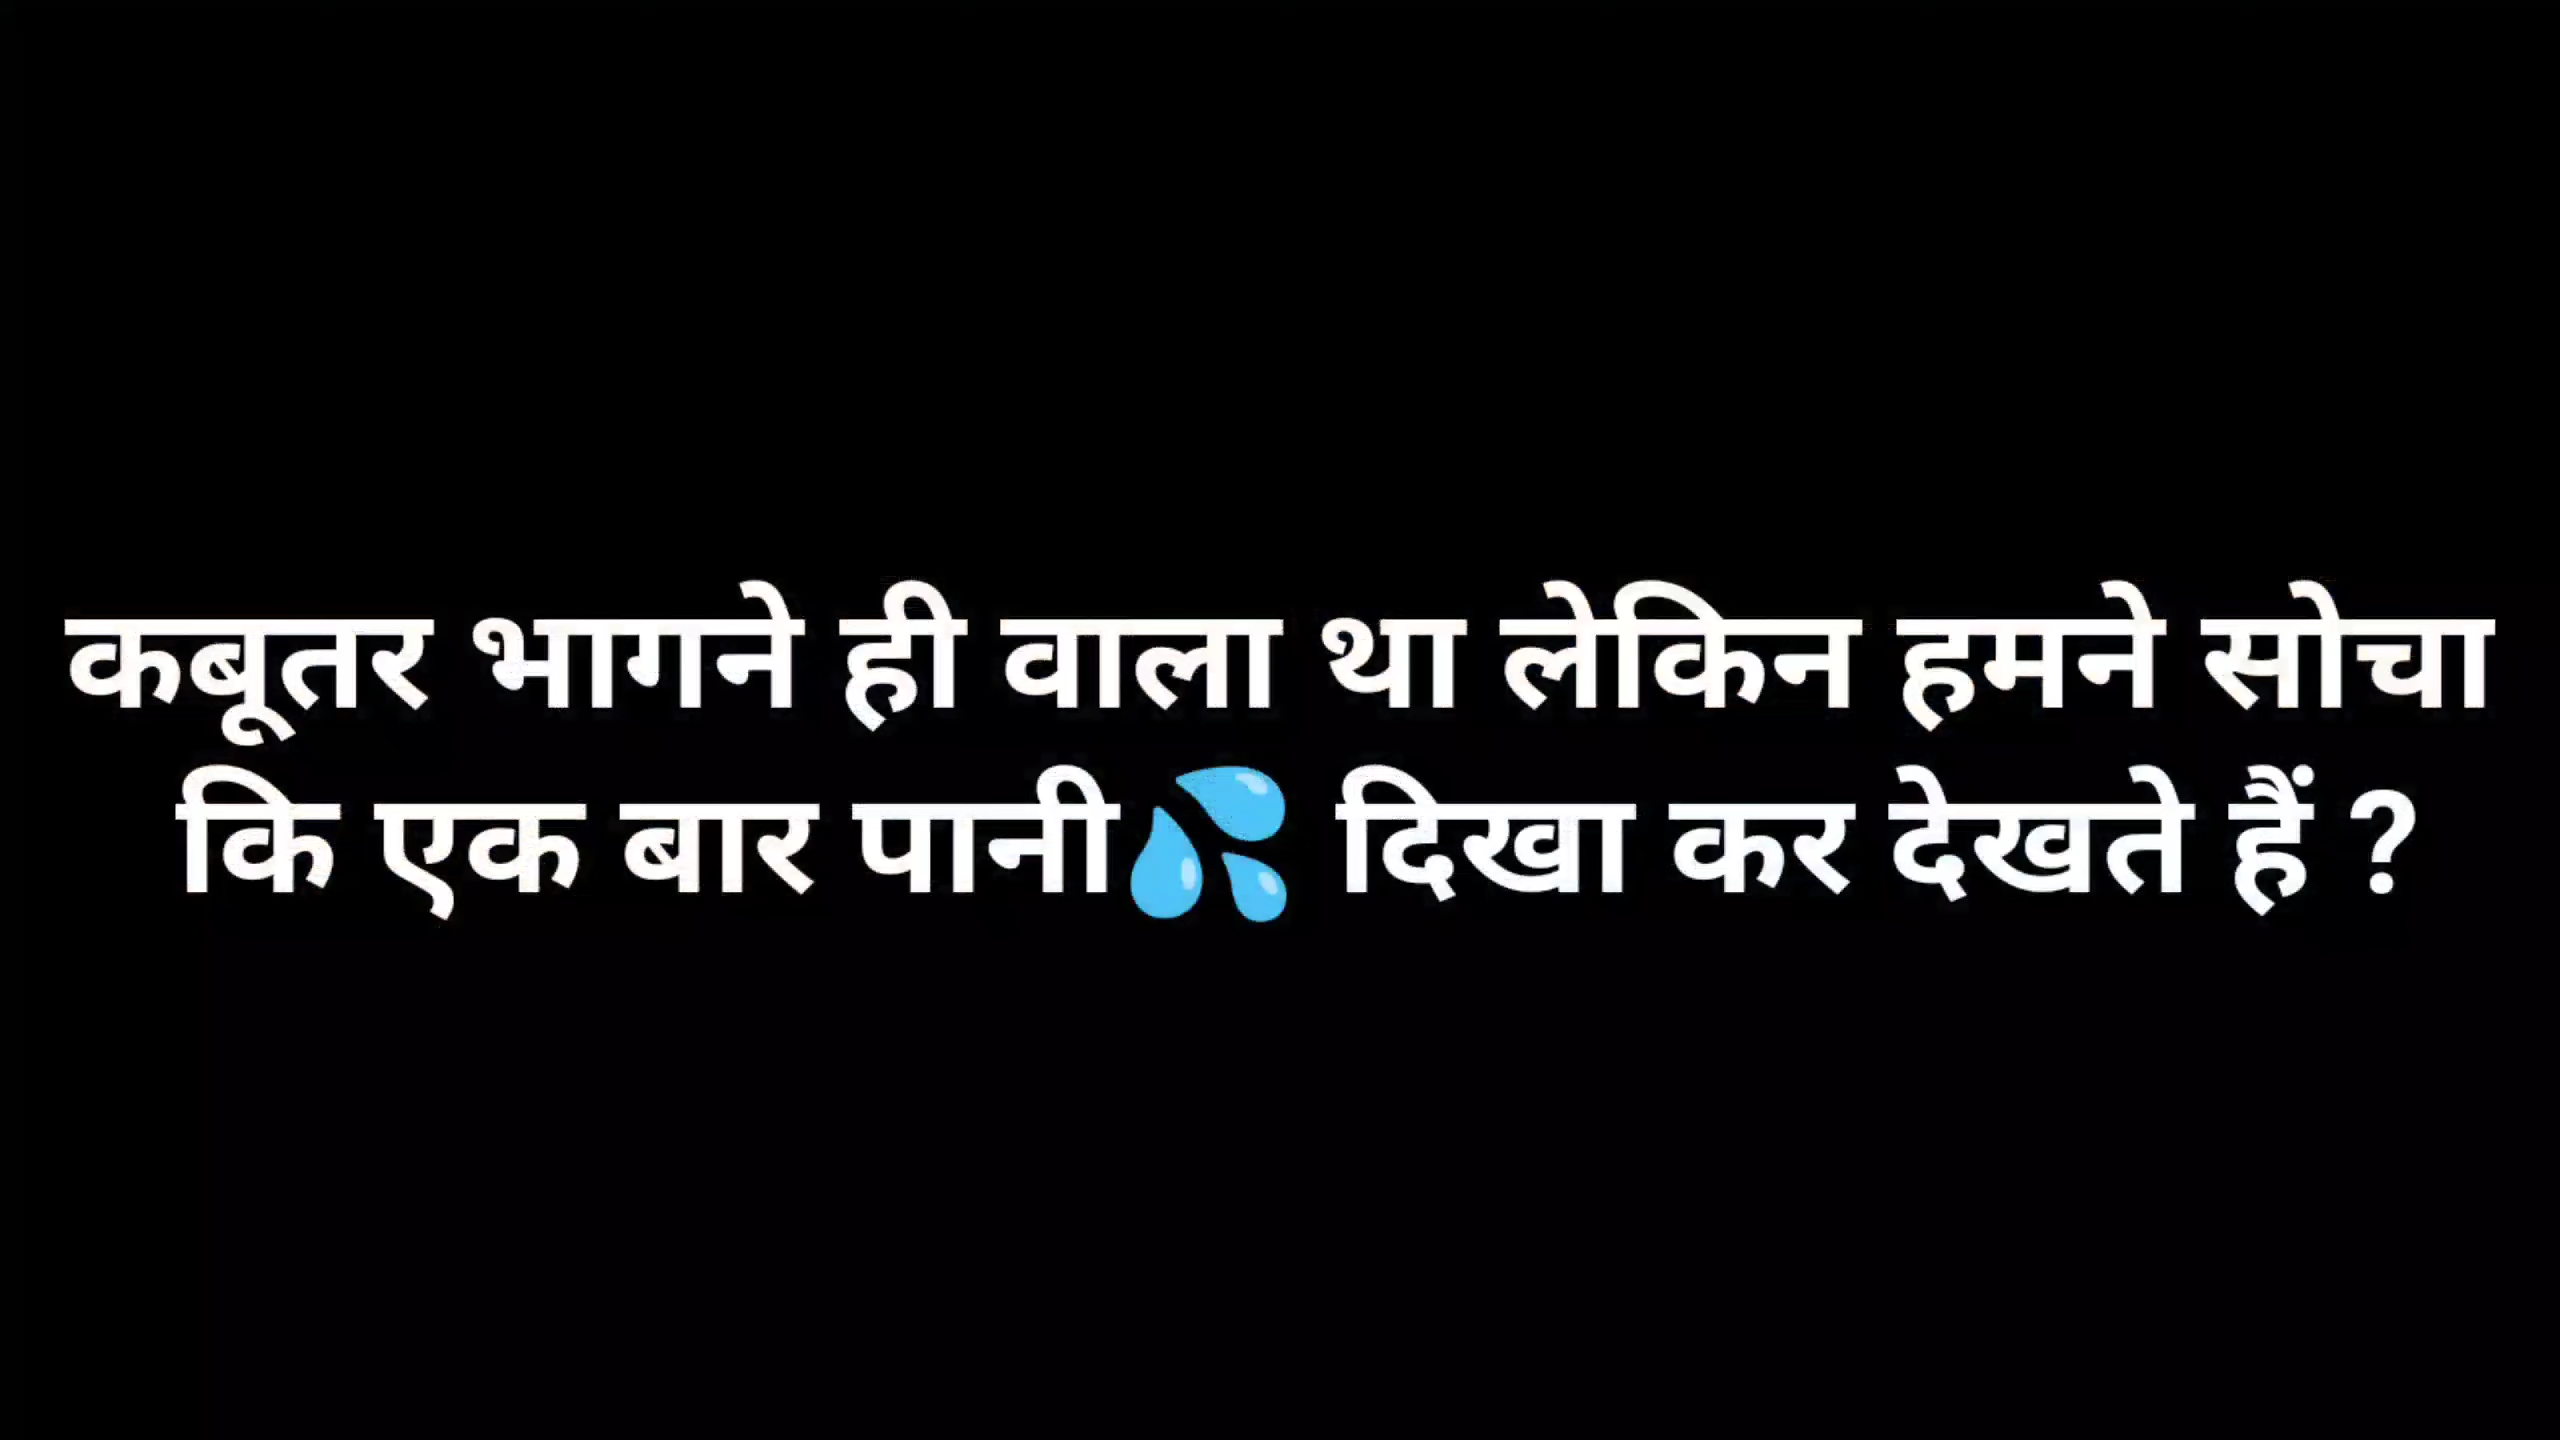 कबूतर भागने ही वाला था लेकिन हमने सोचा
कि एक बार पानी💦 दिखा कर देखते हैं ?